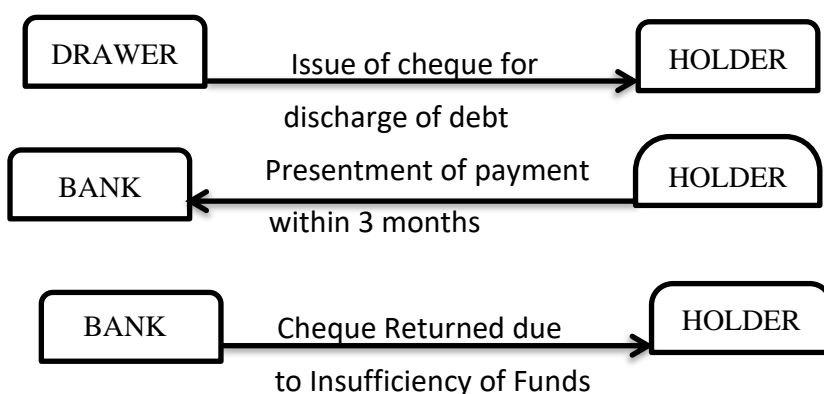 DRAWER
Issue of cheque for
HOLDER
discharge of debt
BANK
Presentment of payment
HOLDER
within 3 months
BANK
Cheque Returned due
HOLDER
to Insufficiency of Funds